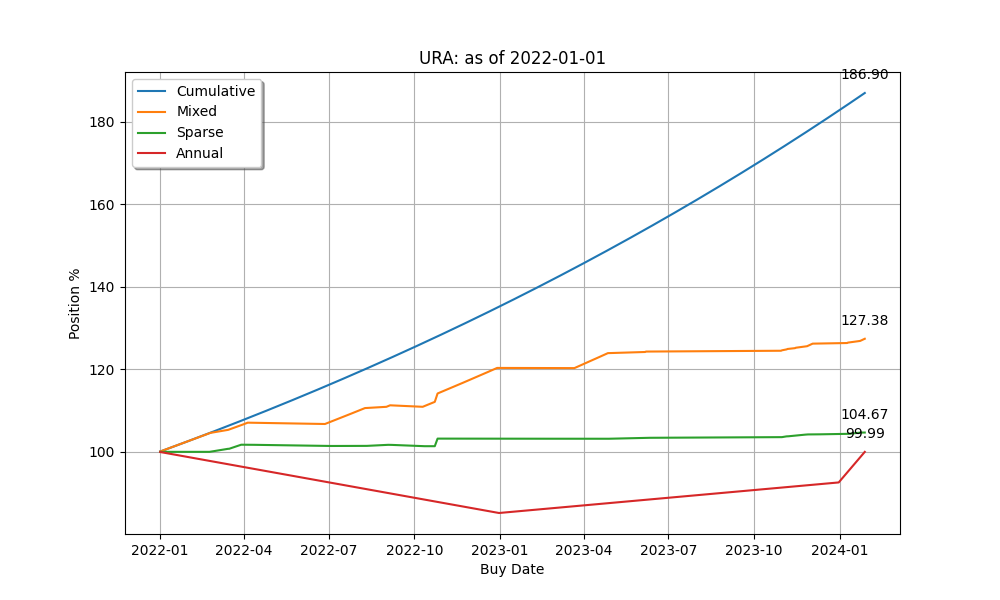 URA: as of 2022-01-01
186.90
Cumulative
Mixed
Sparse
Annual
180
160
140
127.38
120
104.67
99.99
100
Position %
2022-01 2022-04 2022-07 2022-10 2023-01 2023-04 2023-07 2023-10 2024-01
Buy Date